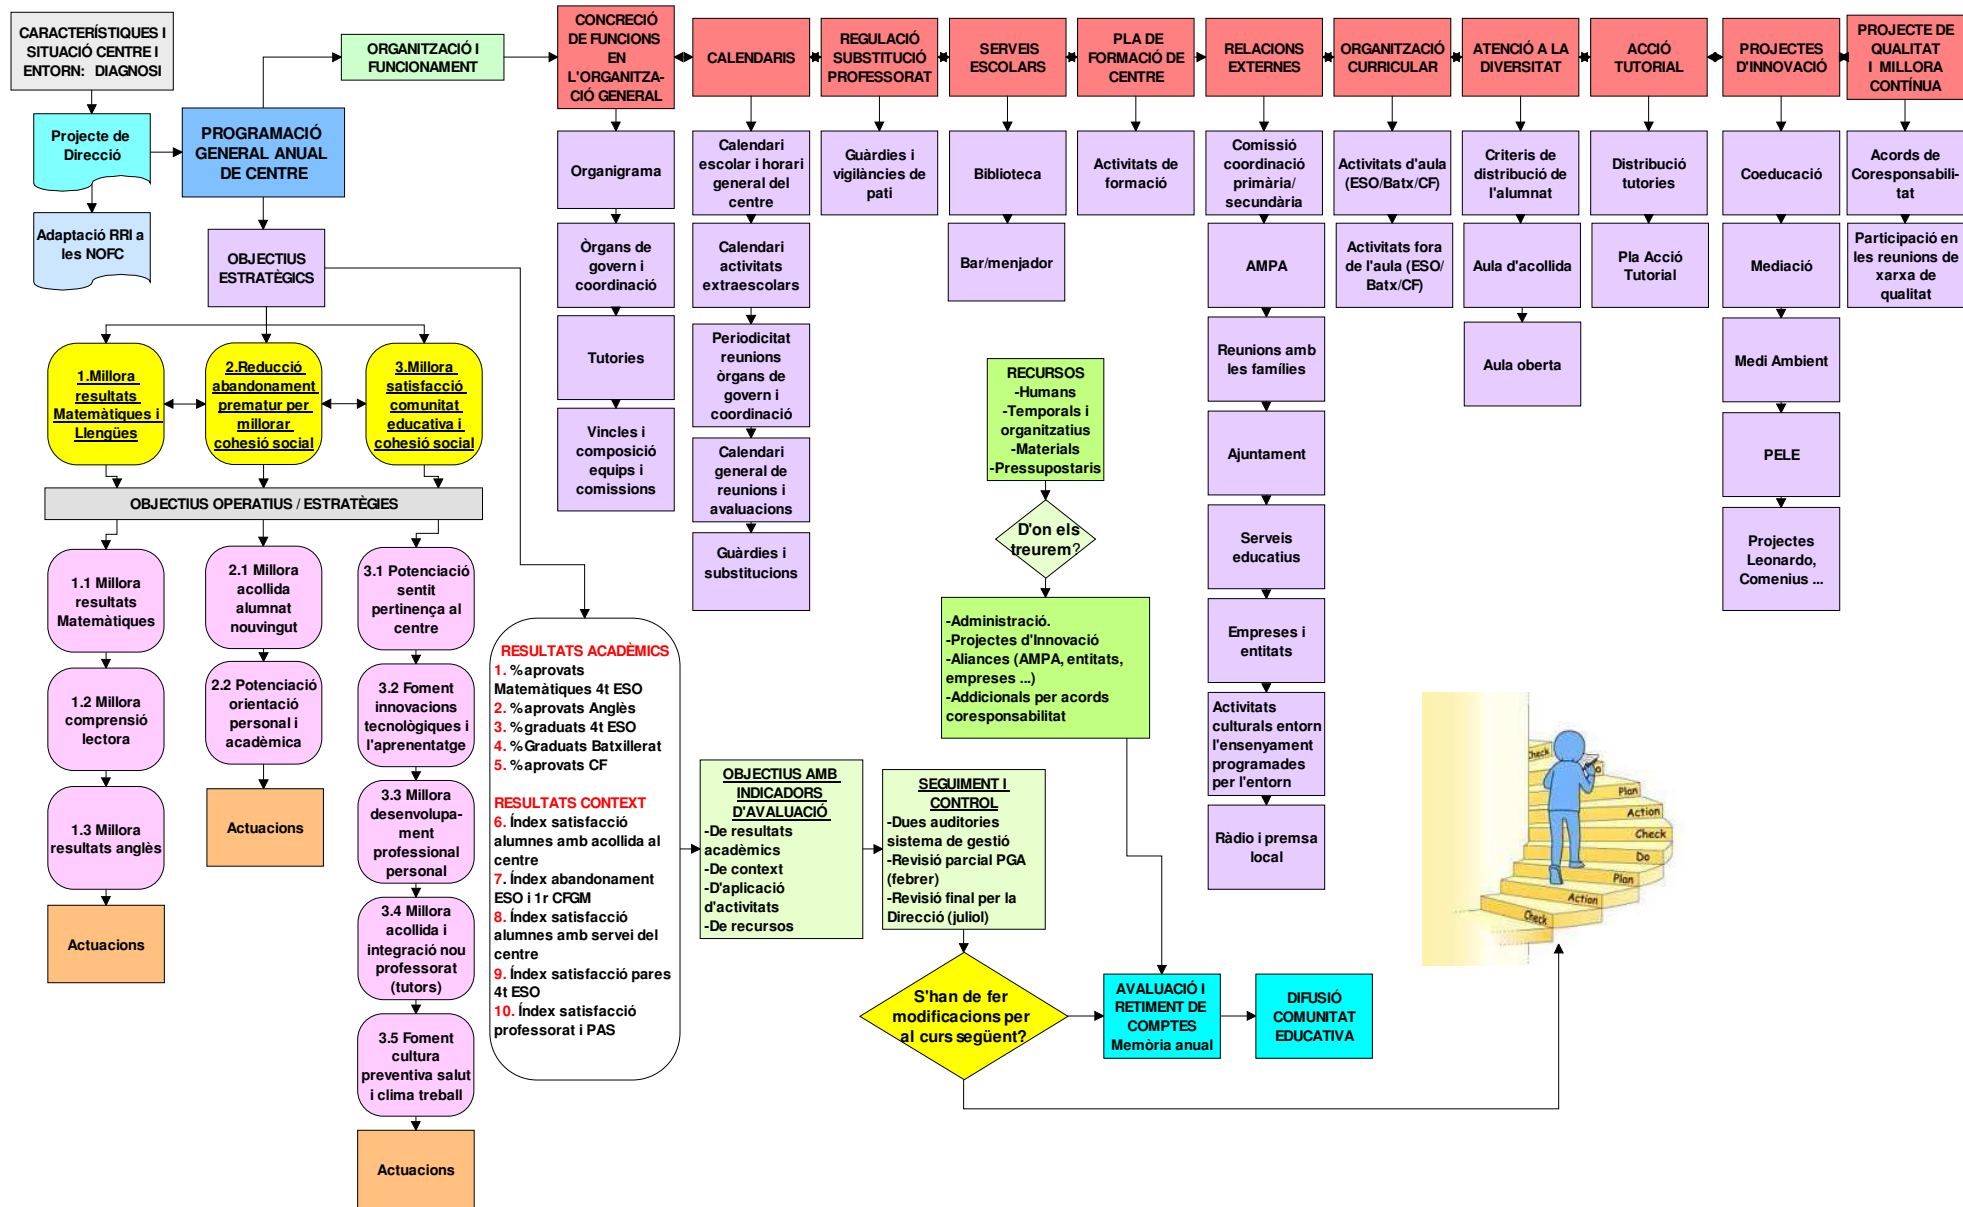 CARACTERÍSTIQUES I
SITUACIÓ CENTRE I
ENTORN: DIAGNOSI
Projecte de
Direcció
Adaptació RRI a
les NOFC
PROGRAMACIÓ
GENERAL ANUAL
DE CENTRE
ORGANITZACIÓ I
FUNCIONAMENT
OBJECTIUS
ESTRATÈGICS
1.Millora
resultats
Matemàtiques i
Llengües
2.Reducció
abandonament
prematur per
millorar
cohesió social
3.Millora
satisfacció
comunitat
educativa i
cohesió social
OBJECTIUS OPERATIUS / ESTRATÈGIES
1.1 Millora
resultats
Matemàtiques
1.2 Millora
comprensió
lectora
1.3 Millora
resultats anglès
Actuacions
2.1 Millora
acollida
alumnat
nouvingut
2.2 Potenciació
orientació
personal i
acadèmica
Actuacions
3.1 Potenciació
sentit
pertinença al
centre
3.2 Foment
innovacions
tecnològiques i
l'aprenentatge
3.3 Millora
desenvolupa-
ment
professional
personal
3.4 Millora
acollida i
integració nou
professorat
(tutors)
3.5 Foment
cultura
preventiva salut
i clima treball
Actuacions
CONCRECIÓ
DE FUNCIONS
EN
L'ORGANITZA-
CIÓ GENERAL
Organigrama
Òrgans de
govern i
coordinació
Tutories
Vincles i
composició
equips i
comissions
CALENDARIS
Calendari
escolar i horari
general del
centre
Calendari
activitats
extraescolars
Periodicitat
reunions
òrgans de
govern i
coordinació
Calendari
general de
reunions i
avaluacions
Guàrdies i
substitucions
REGULACIÓ
SUBSTITUCIÓ
PROFESSORAT
Guàrdies i
vigilàncies de
pati
SERVEIS
ESCOLARS
Biblioteca
Bar/menjador
PLA DE
FORMACIÓ DE
CENTRE
Activitats de
formació
RELACIONS
EXTERNES
Comissió
coordinació
primària/
secundària
AMPA
Reunions amb
les famílies
Ajuntament
Serveis
educatius
Empreses i
entitats
Activitats
culturals entorn
l'ensenyament
programades
per l'entorn
Ràdio i premsa
local
ORGANITZACIÓ
CURRICULAR
Activitats d'aula
(ESO/Batx/CF)
Activitats fora
de l'aula (ESO/
Batx/CF)
ATENCIÓ A LA
DIVERSITAT
Criteris de
distribució de
l'alumnat
Aula d'acollida
Aula oberta
ACCIÓ
TUTORIAL
Distribució
tutories
Pla Acció
Tutorial
PROJECTES
D'INNOVACIÓ
Coeducació
Mediació
Medi Ambient
PELE
Projectes
Leonardo,
Comenius ...
PROJECTE DE
QUALITAT
I MILLORA
CONTÍNUA
Acords de
Coresponsabili-
tat
Participació en
les reunions de
xarxa de
qualitat
RECURSOS
-Humans
-Temporals i
organitzatius
-Materials
-Pressupostaris
D'on els
treurem?
-Administració.
-Projectes d'Innovació
-Aliances (AMPA, entitats,
empreses ...)
-Addicionals per acords
coresponsabilitat
RESULTATS ACADÈMICS
1. %aprovats
Matemàtiques 4t ESO
2. %aprovats Anglès
3. %graduats 4t ESO
4. %Graduats Batxillerat
5. %aprovats CF
RESULTATS CONTEXT
6. Índex satisfacció
alumnes amb acollida al
centre
7. Índex abandonament
ESO i 1r CFGM
8. Índex satisfacció
alumnes amb servei del
centre
9. Índex satisfacció pares
4t ESO
10. Índex satisfacció
professorat i PAS
OBJECTIUS AMB
INDICADORS
D'AVALUACIÓ
-De resultats
acadèmics
-De context
-D'aplicació
d'activitats
-De recursos
SEGUIMENT I
CONTROL
-Dues auditories
sistema de gestió
-Revisió parcial PGA
(febrer)
-Revisió final per la
Direcció (juliol)
S'han de fer
modificacions per
al curs següent?
AVALUACIÓ I
RETIMENT DE
COMPTES
Memòria anual
DIFUSIÓ
COMUNITAT
EDUCATIVA
Check
Do
Plan
Action
Check
Do
Plan
Action
Check